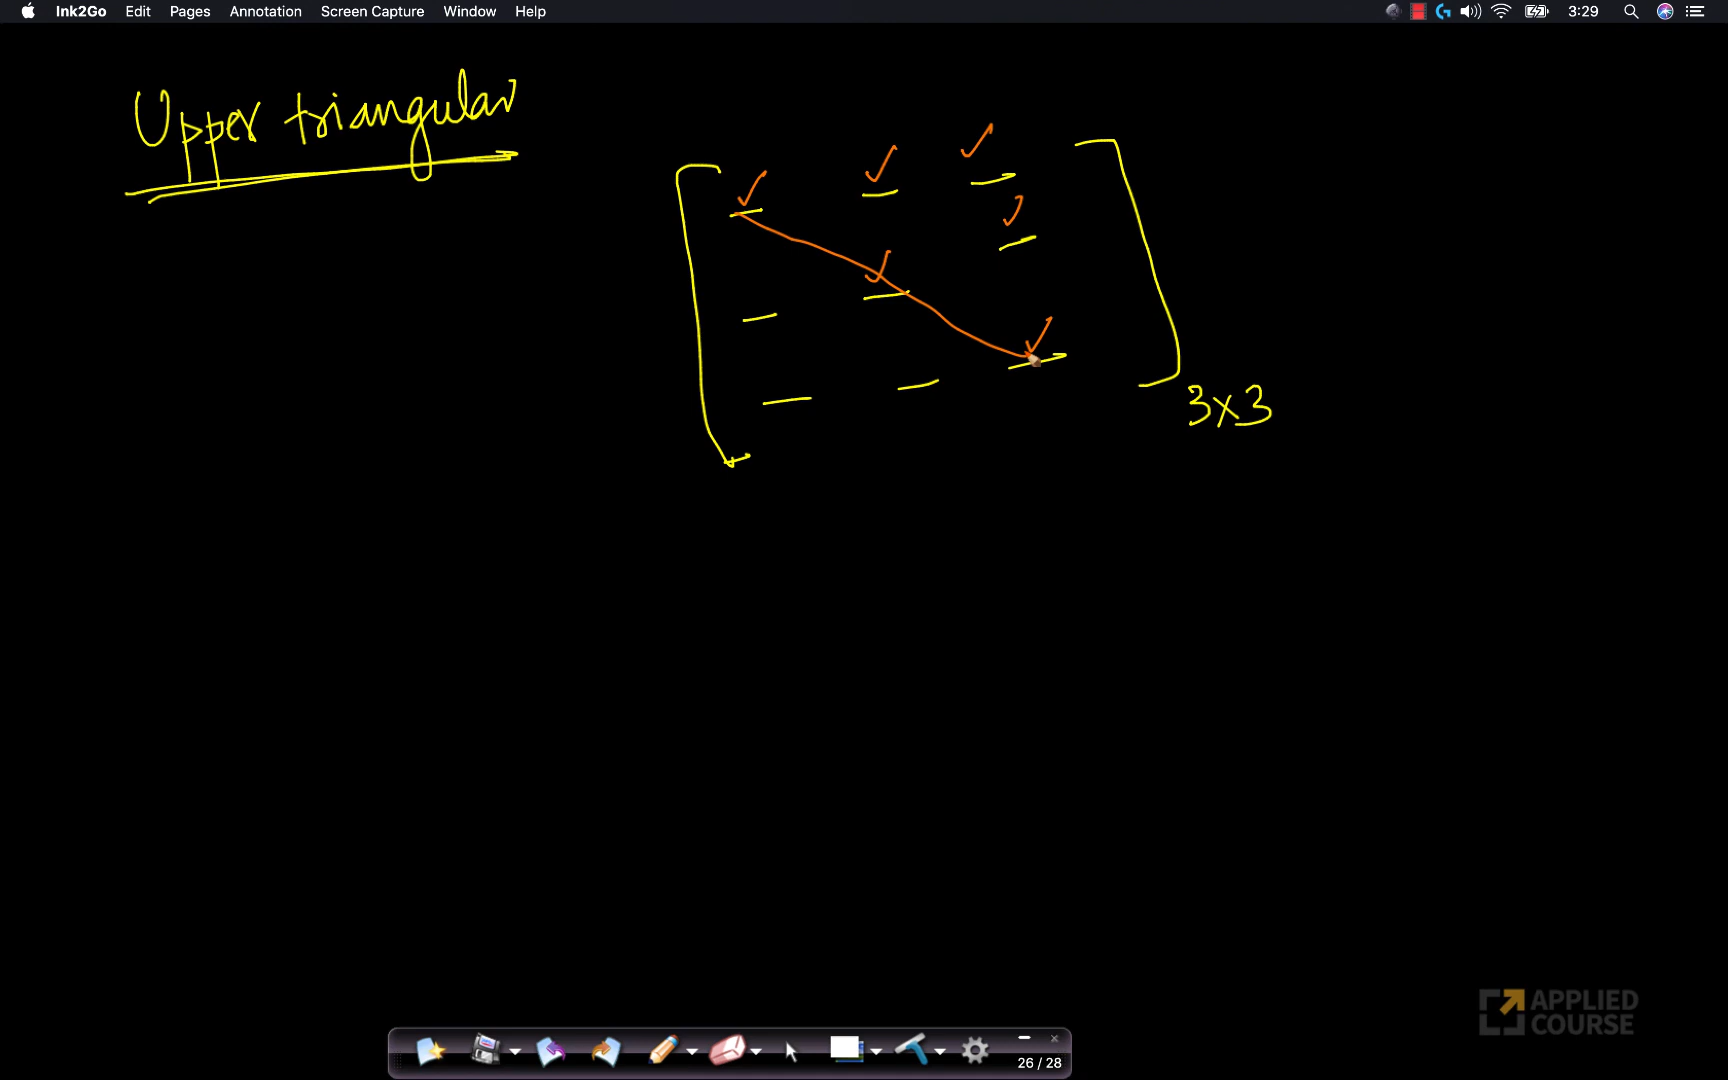 Ink2Go Edit Pages Annotation Screen Capture Window Help 3:29
Upper triangular
3x3
26 / 28
APPLIED
COURSE